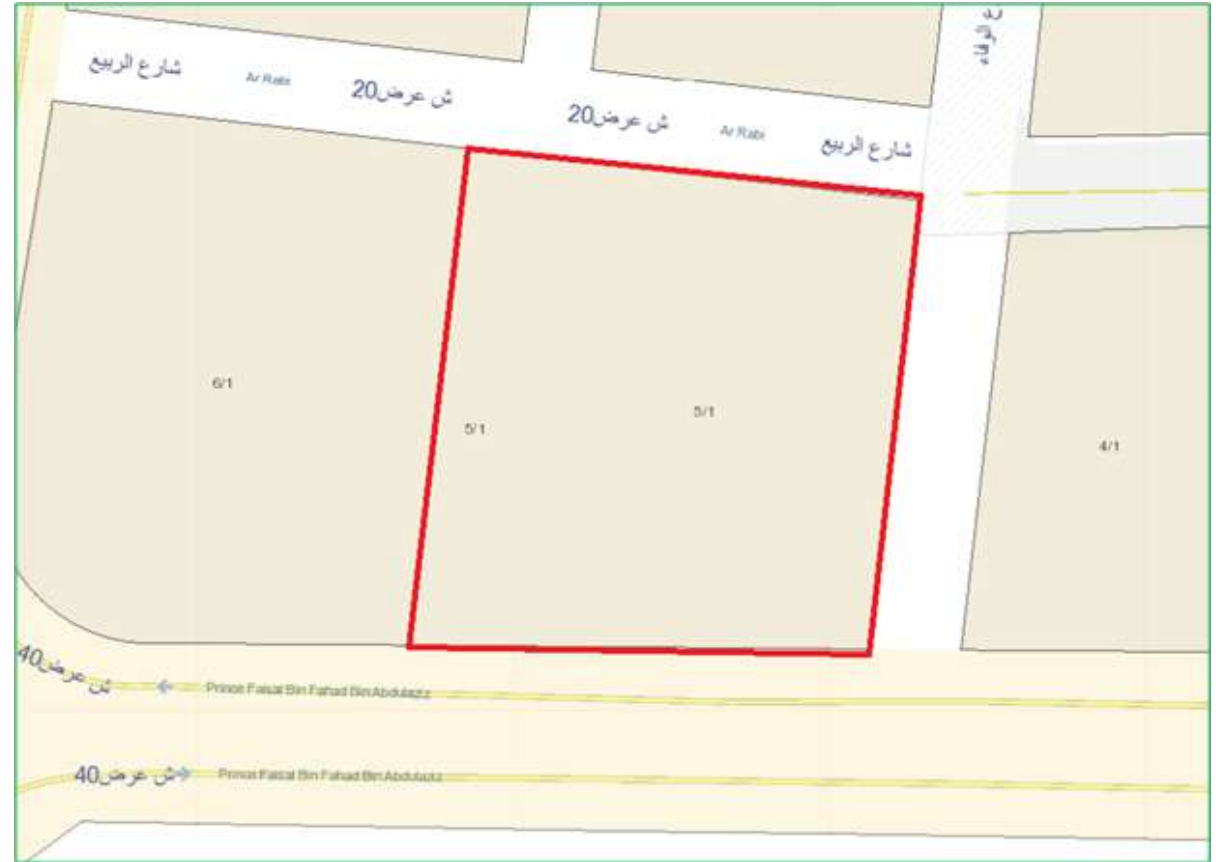 شارع الربيع
Ar Rabi
ش عرض20
ش عرض20
Ar Rabi
شارع الربيع
6/1
5/1
5/1
4/1
ش عرض40
Prince Faisal Bin Fahad Bin Abdulaziz
ش عرض40
Prince Faisal Bin Fahad Bin Abdulaziz